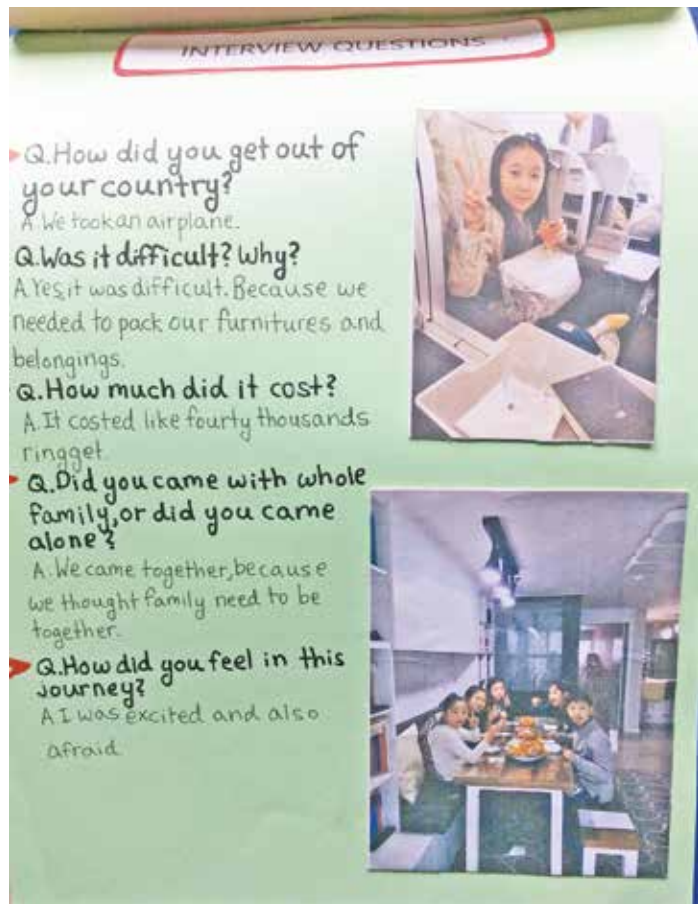 INTERVIEW QUESTIONS
Q. How did you get out of
your country?
A. We took an airplane.
Q. Was it difficult? Why?
A. Yes, it was difficult. Because we
needed to pack our furnitures and
belongings.
Q. How much did it cost?
A. It costed like fourty thousands
ringget.
Q. Did you came with whole
family, or did you came
alone?
A. We came together, because
we thought family need to be
together.
Q. How did you feel in this
journey?
A I was excited and also
afraid